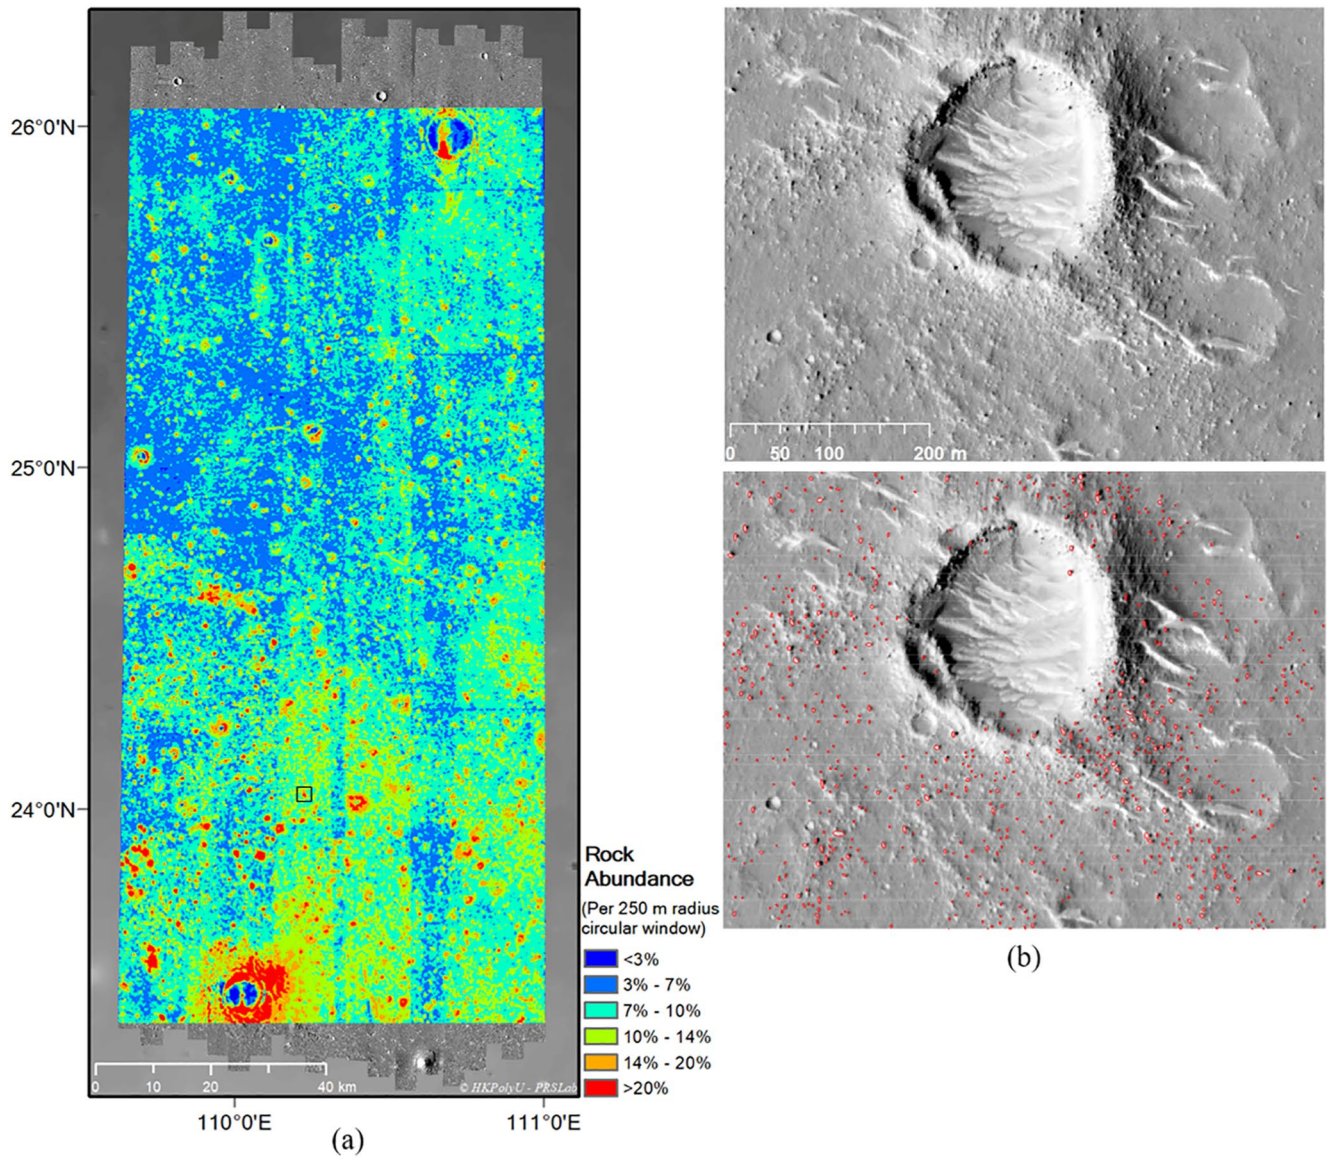 26°0'N
25°0'N
24°0'N
0 10 20 40 km
© HKPolyU - PRSLab
110°0'E 111°0'E
(a)
Rock
Abundance
(Per 250 m radius
circular window)
<3%
3% - 7%
7% - 10%
10% - 14%
14% - 20%
>20%
0 50 100 200 m
(b)